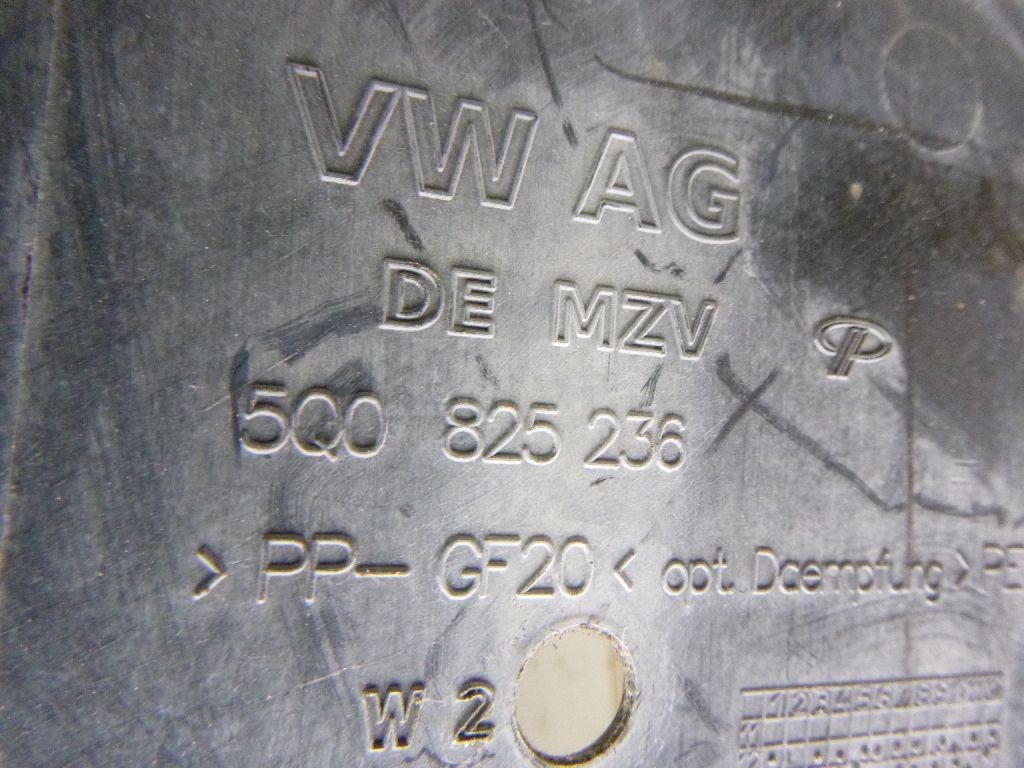 VW AG
DE MZV
5Q0 825 236
> PP- GF20 < opt. Daempfung > PE
W 2